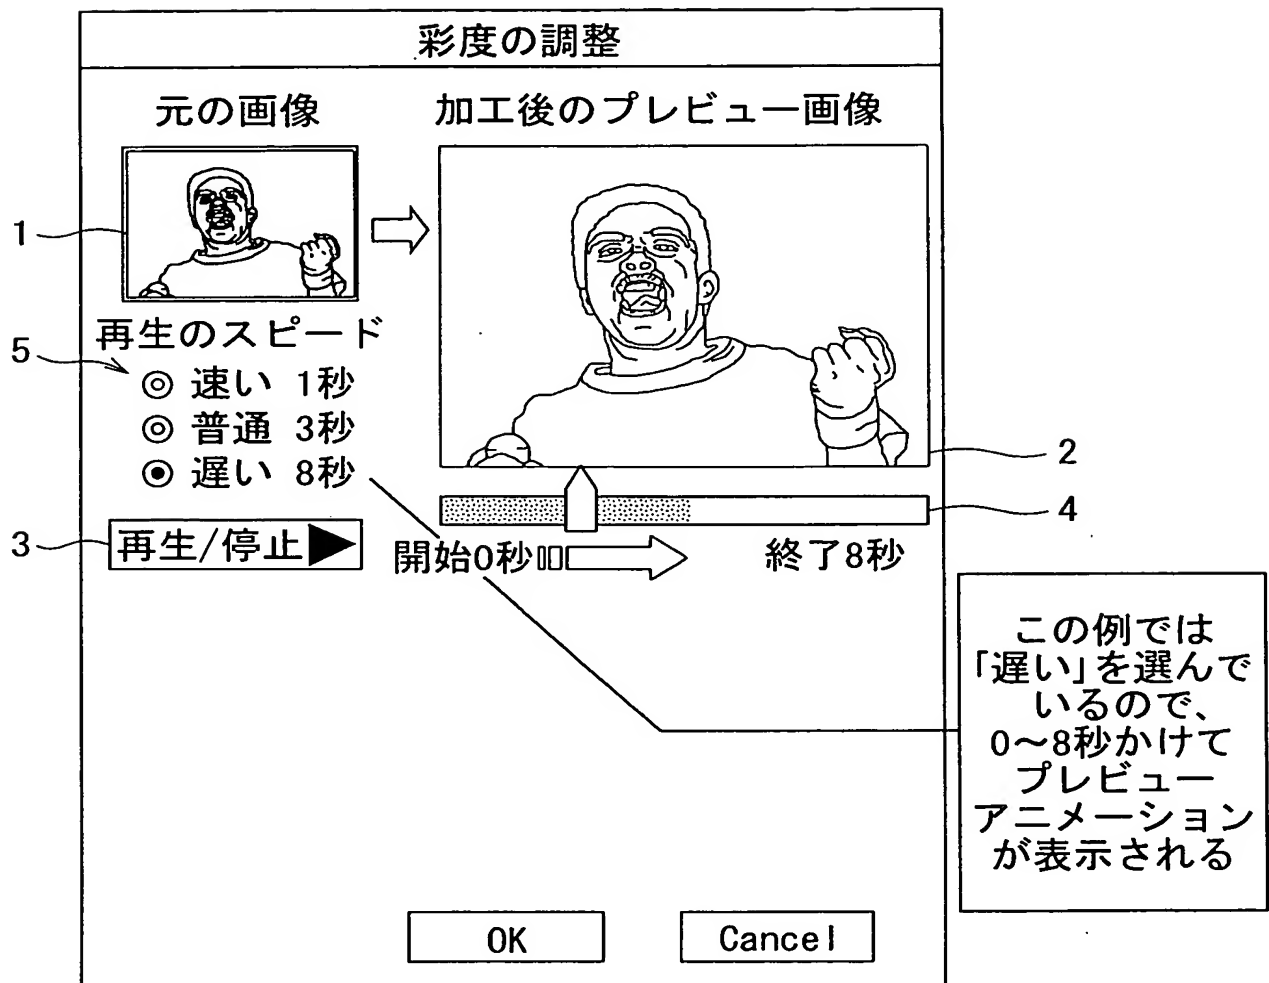 彩度の調整
元の画像
加工後のプレビュー画像
1
再生のスピード
5
◎ 速い 1秒
◎ 普通 3秒
◉ 遅い 8秒
2
4
3
再生/停止▶
開始0秒
終了8秒
この例では
「遅い」を選んで
いるので、
0〜8秒かけて
プレビュー
アニメーション
が表示される
OK
Cancel